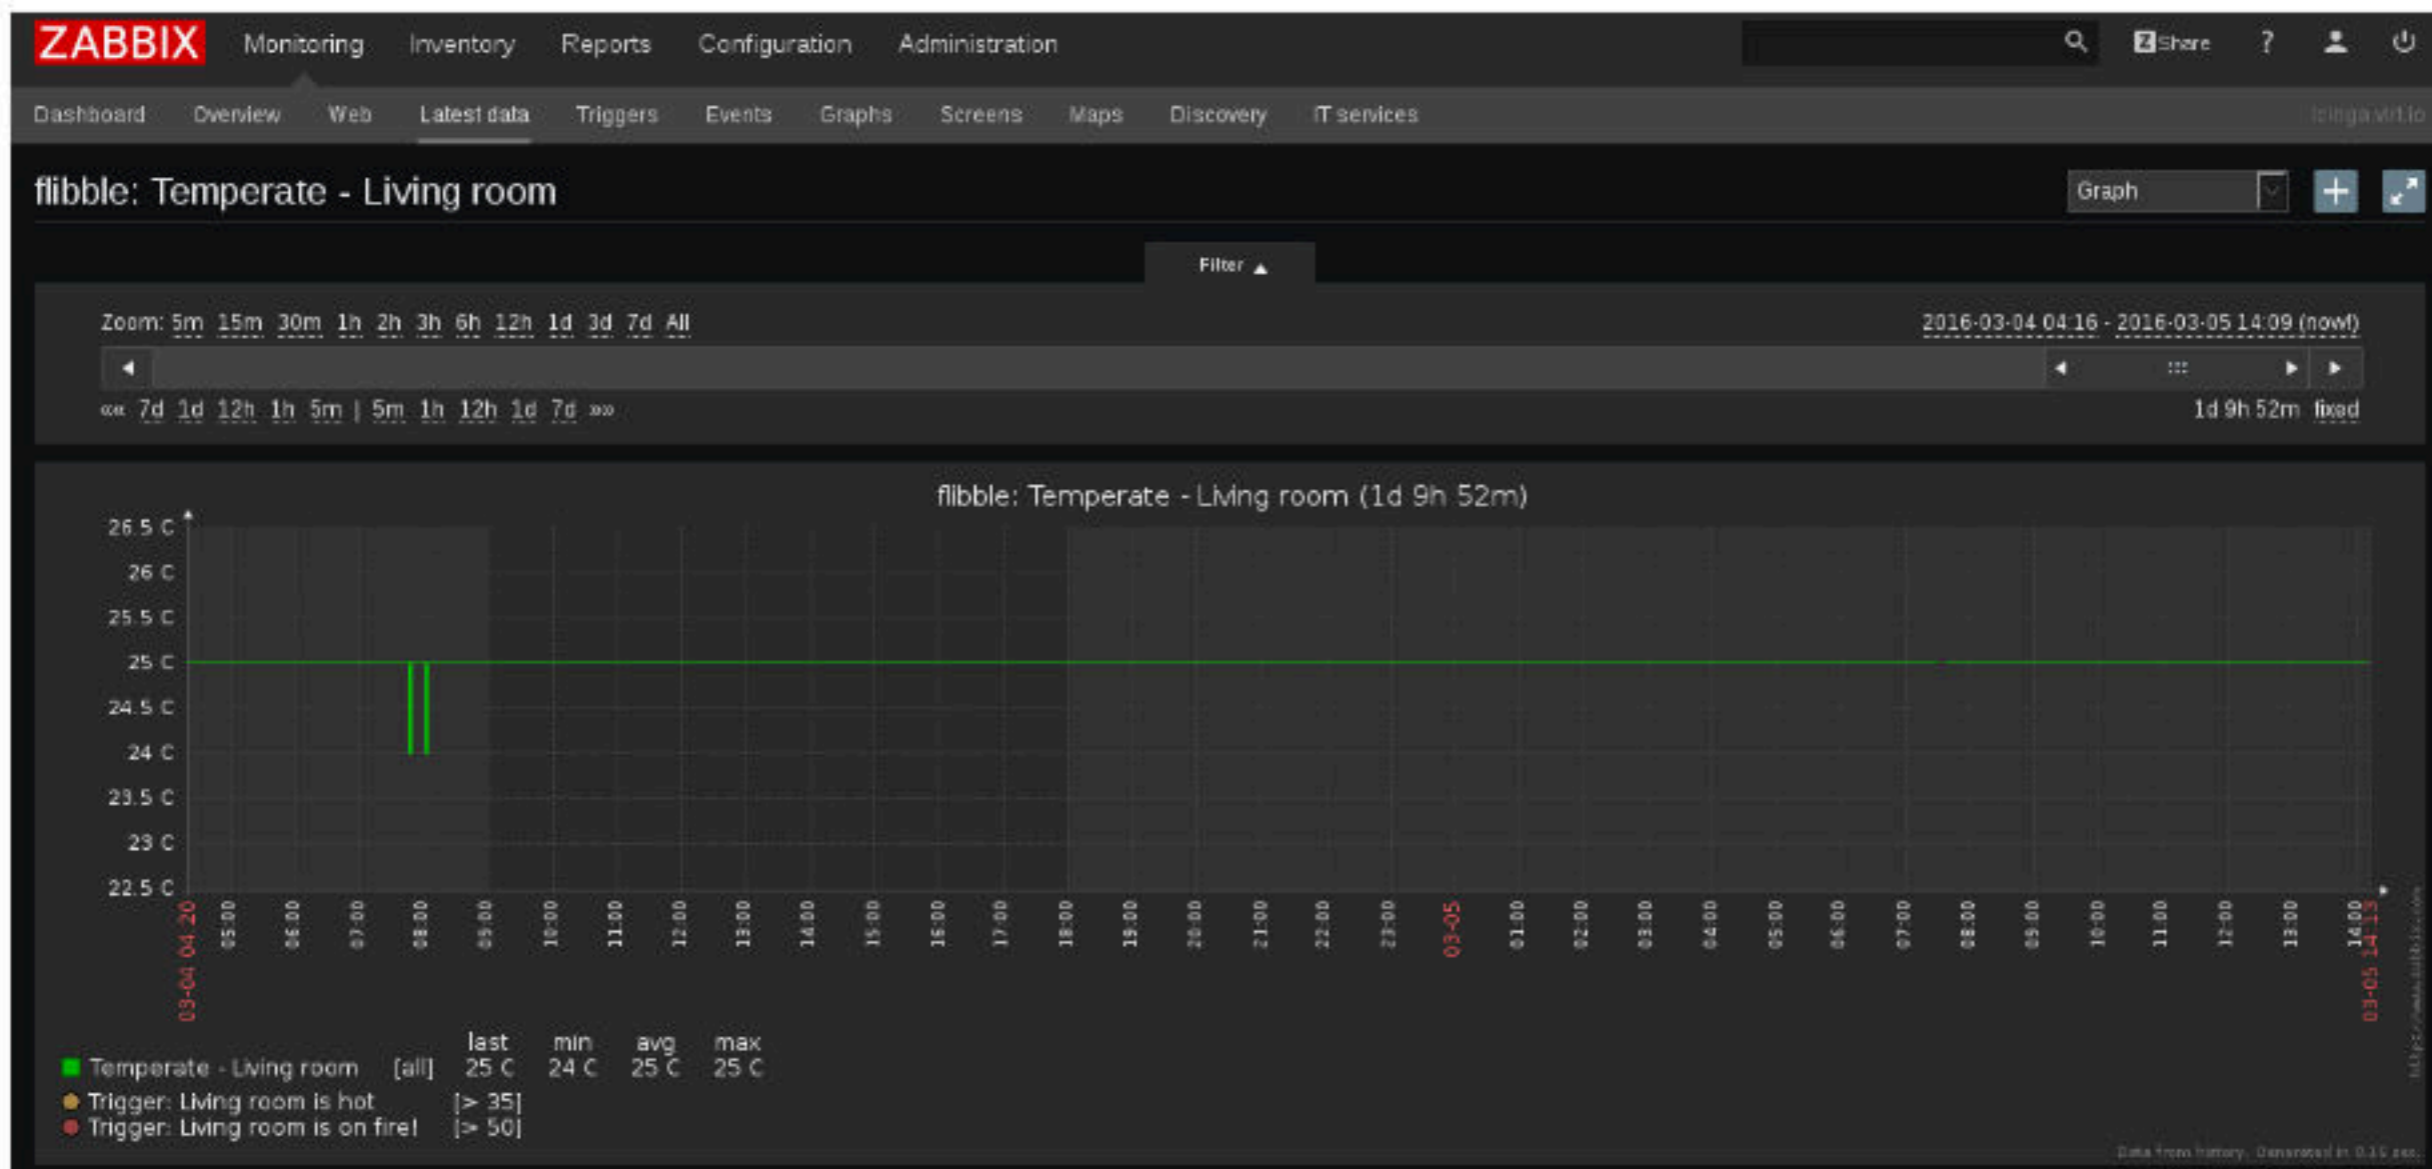 ZABBIX Monitoring Inventory Reports Configuration Administration Z Share ?
Dashboard Overview Web Latest data Triggers Events Graphs Screens Maps Discovery IT services icinga.virt.io
flibble: Temperate - Living room Graph
Filter ▲
Zoom: 5m 15m 30m 1h 2h 3h 6h 12h 1d 3d 7d All 2016-03-04 04:16 - 2016-03-05 14:09 (now!)
«« 7d 1d 12h 1h 5m | 5m 1h 12h 1d 7d »» 1d 9h 52m fixed
flibble: Temperate - Living room (1d 9h 52m)
26.5 C
26 C
25.5 C
25 C
24.5 C
24 C
23.5 C
23 C
22.5 C
03-04 04:20 05:00 06:00 07:00 08:00 09:00 10:00 11:00 12:00 13:00 14:00 15:00 16:00 17:00 18:00 19:00 20:00 21:00 22:00 23:00 03-05 01:00 02:00 03:00 04:00 05:00 06:00 07:00 08:00 09:00 10:00 11:00 12:00 13:00 14:00 03-05 14:13
last min avg max
Temperate - Living room [all] 25 C 24 C 25 C 25 C
Trigger: Living room is hot [> 35]
Trigger: Living room is on fire! [> 50]
Data from history. Generated in sec.